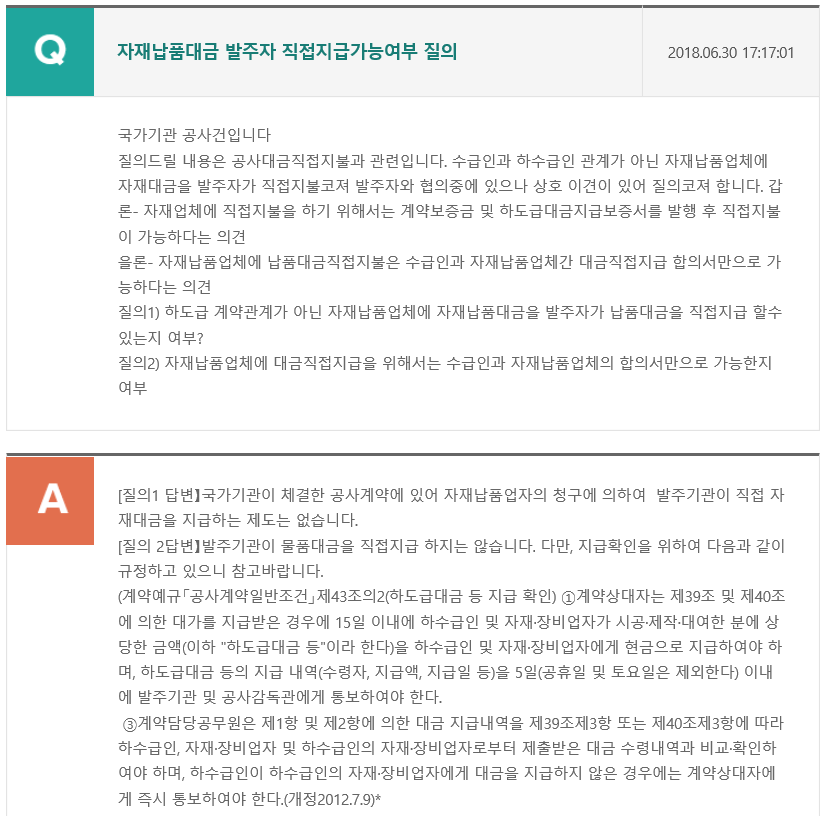 Q
자재납품대금 발주자 직접지급가능여부 질의
2018.06.30 17:17:01
국가기관 공사건입니다
질의드릴 내용은 공사대금직접지불과 관련입니다. 수급인과 하수급인 관계가 아닌 자재납품업체에
자재대금을 발주자가 직접지불코져 발주자와 협의중에 있으나 상호 이견이 있어 질의코져 합니다. 갑
론- 자재업체에 직접지불을 하기 위해서는 계약보증금 및 하도급대금지급보증서를 발행 후 직접지불
이 가능하다는 의견
을론- 자재납품업체에 납품대금직접지불은 수급인과 자재납품업체간 대금직접지급 합의서만으로 가
능하다는 의견
질의1) 하도급 계약관계가 아닌 자재납품업체에 자재납품대금을 발주자가 납품대금을 직접지급 할수
있는지 여부?
질의2) 자재납품업체에 대금직접지급을 위해서는 수급인과 자재납품업체의 합의서만으로 가능한지
여부
A
[질의1 답변】국가기관이 체결한 공사계약에 있어 자재납품업자의 청구에 의하여  발주기관이 직접 자
재대금을 지급하는 제도는 없습니다.
[질의 2답변】발주기관이 물품대금을 직접지급 하지는 않습니다. 다만, 지급확인을 위하여 다음과 같이
규정하고 있으니 참고바랍니다.
(계약예규「공사계약일반조건」제43조의2(하도급대금 등 지급 확인) ①계약상대자는 제39조 및 제40조
에 의한 대가를 지급받은 경우에 15일 이내에 하수급인 및 자재·장비업자가 시공·제작·대여한 분에 상
당한 금액(이하 "하도급대금 등"이라 한다)을 하수급인 및 자재·장비업자에게 현금으로 지급하여야 하
며, 하도급대금 등의 지급 내역(수령자, 지급액, 지급일 등)을 5일(공휴일 및 토요일은 제외한다) 이내
에 발주기관 및 공사감독관에게 통보하여야 한다.
③계약담당공무원은 제1항 및 제2항에 의한 대금 지급내역을 제39조제3항 또는 제40조제3항에 따라
하수급인, 자재·장비업자 및 하수급인의 자재·장비업자로부터 제출받은 대금 수령내역과 비교·확인하
여야 하며, 하수급인이 하수급인의 자재·장비업자에게 대금을 지급하지 않은 경우에는 계약상대자에
게 즉시 통보하여야 한다.(개정2012.7.9)*